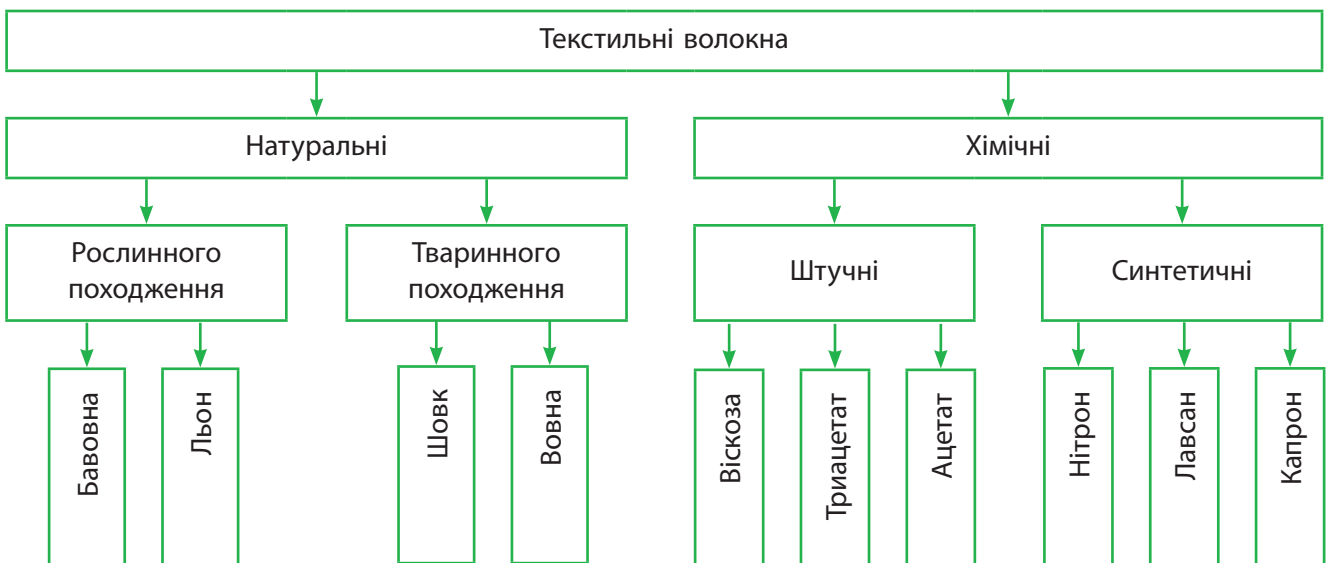 Текстильні волокна
Натуральні
Хімічні
Рослинного
походження
Тваринного
походження
Штучні
Синтетичні
Бавовна
Льон
Шовк
Вовна
Віскоза
Триацетат
Ацетат
Нітрон
Лавсан
Капрон